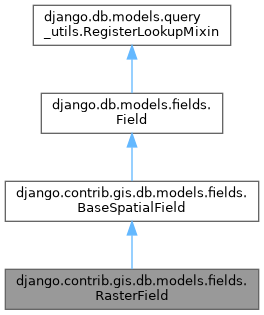 django.db.models.query
_utils.RegisterLookupMixin
django.db.models.fields.
Field
django.contrib.gis.db.models.fields.
BaseSpatialField
django.contrib.gis.db.models.fields.
RasterField